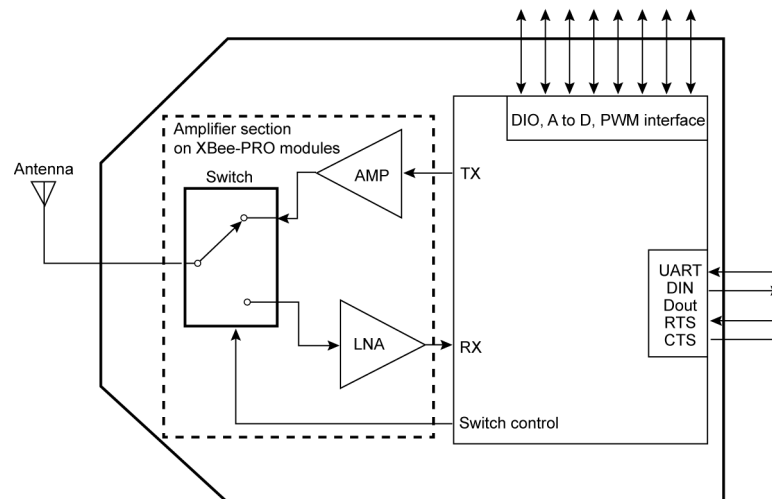 DIO, A to D, PWM interface
Amplifier section
on XBee-PRO modules
Antenna
Switch
AMP
TX
UART
DIN
Dout
RTS
CTS
LNA
RX
Switch control